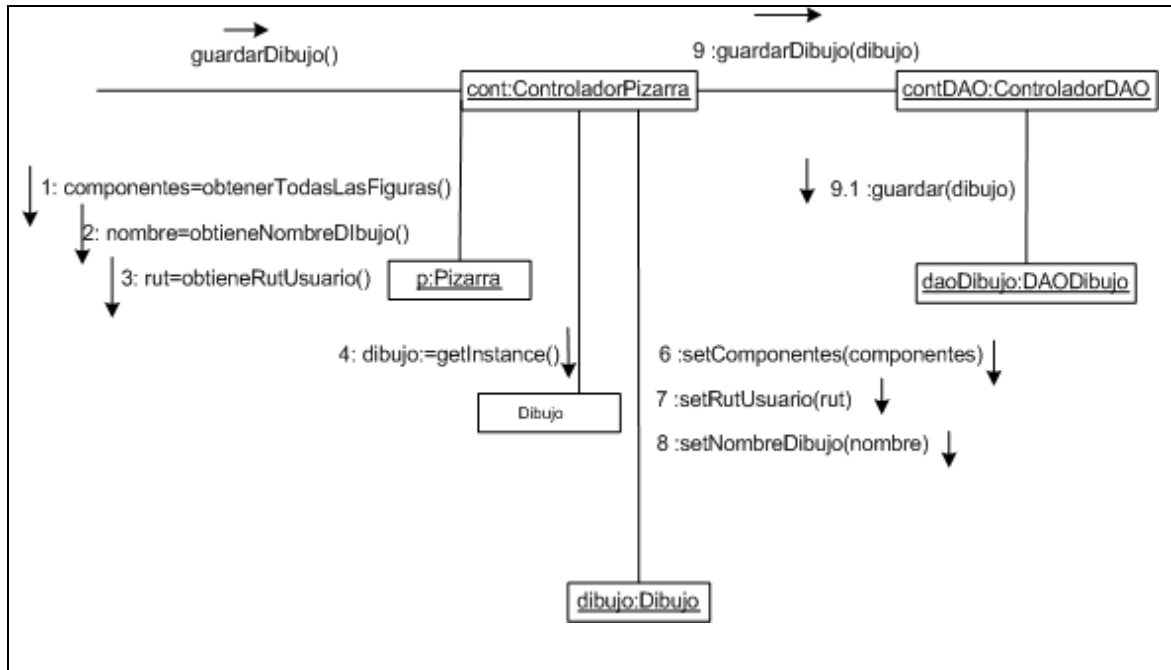 guardarDibujo()
9 :guardarDibujo(dibujo)
cont:ControladorPizarra
contDAO:ControladorDAO
1: componentes=obtenerTodasLasFiguras()
9.1 :guardar(dibujo)
2: nombre=obtieneNombreDIbujo()
3: rut=obtieneRutUsuario()
p:Pizarra
daoDibujo:DAODibujo
4: dibujo:=getInstance()
6 :setComponentes(componentes)
7 :setRutUsuario(rut)
Dibujo
8 :setNombreDibujo(nombre)
dibujo:Dibujo